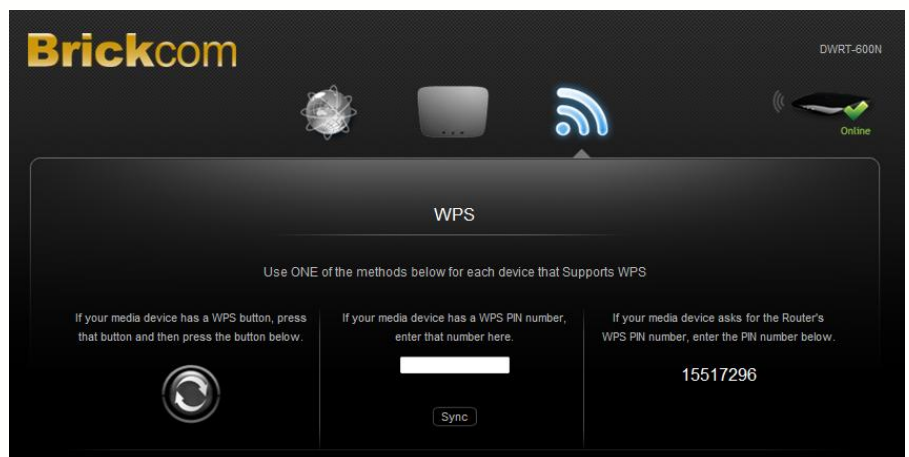 Brickcom
DWRT-600N
Online
WPS
Use ONE of the methods below for each device that Supports WPS
If your media device has a WPS button, press
that button and then press the button below.
If your media device has a WPS PIN number,
enter that number here.
Sync
If your media device asks for the Router's
WPS PIN number, enter the PIN number below.
15517296